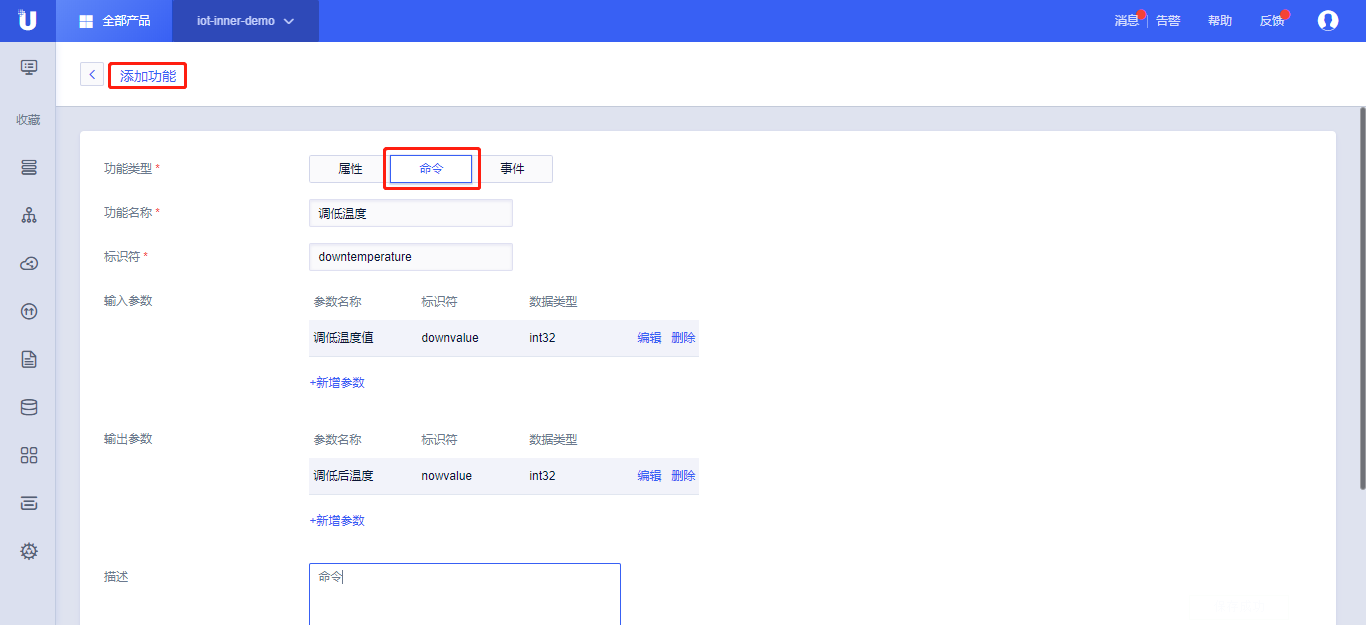 全部产品 iot-inner-demo 消息 告警 帮助 反馈
添加功能
收藏
功能类型 * 属性 命令 事件
功能名称 * 调低温度
标识符 * downtemperature
输入参数 参数名称 标识符 数据类型
调低温度值 downvalue int32 编辑 删除
+新增参数
输出参数 参数名称 标识符 数据类型
调低后温度 nowvalue int32 编辑 删除
+新增参数
描述 命令